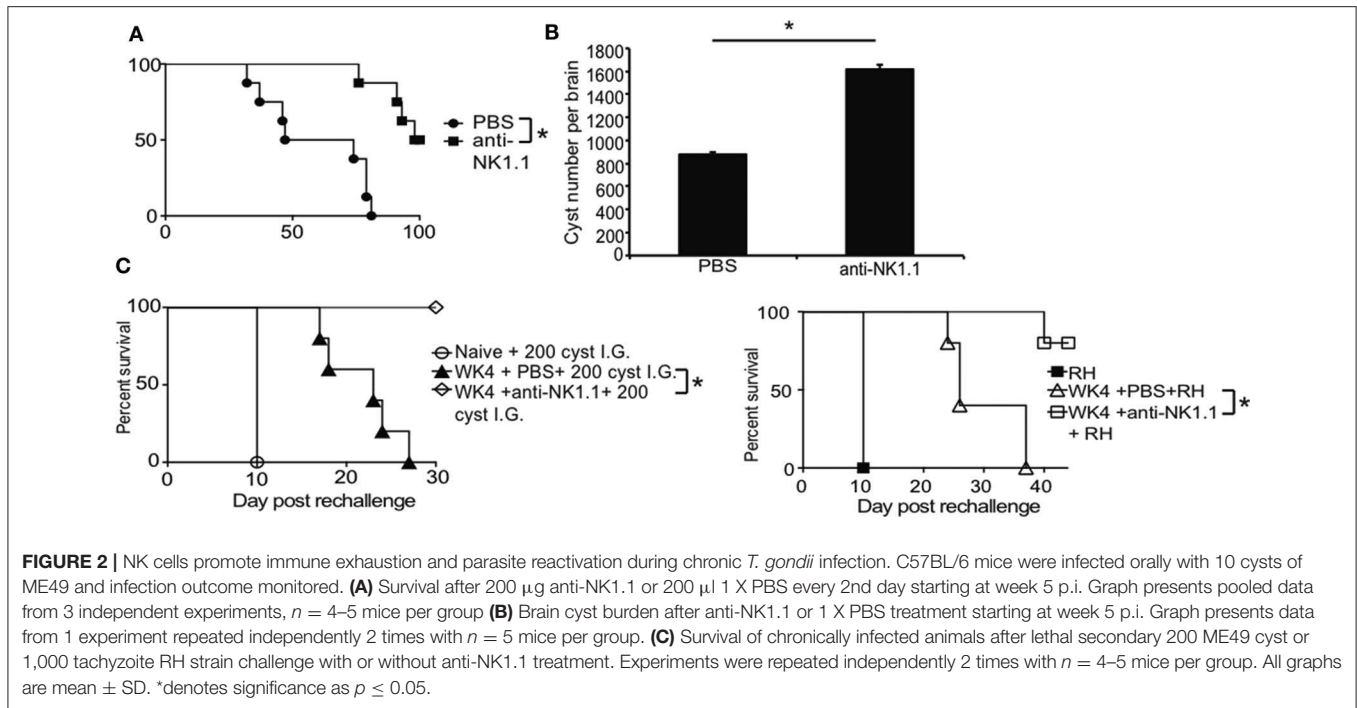 A
100
50
0
0
50
100
PBS
anti-
NK1.1
*
B
*
Cyst number per brain
1800
1600
1400
1200
1000
800
600
400
200
0
PBS
anti-NK1.1
C
Percent survival
100
50
0
0
10
20
30
Day post rechallenge
Naive + 200 cyst I.G.
WK4 + PBS+ 200 cyst I.G.
WK4 +anti-NK1.1+ 200
cyst I.G.
*
Percent survival
100
50
0
0
10
20
30
40
Day post rechallenge
RH
WK4 +PBS+RH
WK4 +anti-NK1.1
+ RH
*
FIGURE 2 | NK cells promote immune exhaustion and parasite reactivation during chronic T. gondii infection. C57BL/6 mice were infected orally with 10 cysts of
ME49 and infection outcome monitored. (A) Survival after 200 μg anti-NK1.1 or 200 μl 1 X PBS every 2nd day starting at week 5 p.i. Graph presents pooled data
from 3 independent experiments, n = 4–5 mice per group (B) Brain cyst burden after anti-NK1.1 or 1 X PBS treatment starting at week 5 p.i. Graph presents data
from 1 experiment repeated independently 2 times with n = 5 mice per group. (C) Survival of chronically infected animals after lethal secondary 200 ME49 cyst or
1,000 tachyzoite RH strain challenge with or without anti-NK1.1 treatment. Experiments were repeated independently 2 times with n = 4–5 mice per group. All graphs
are mean ± SD. *denotes significance as p ≤ 0.05.